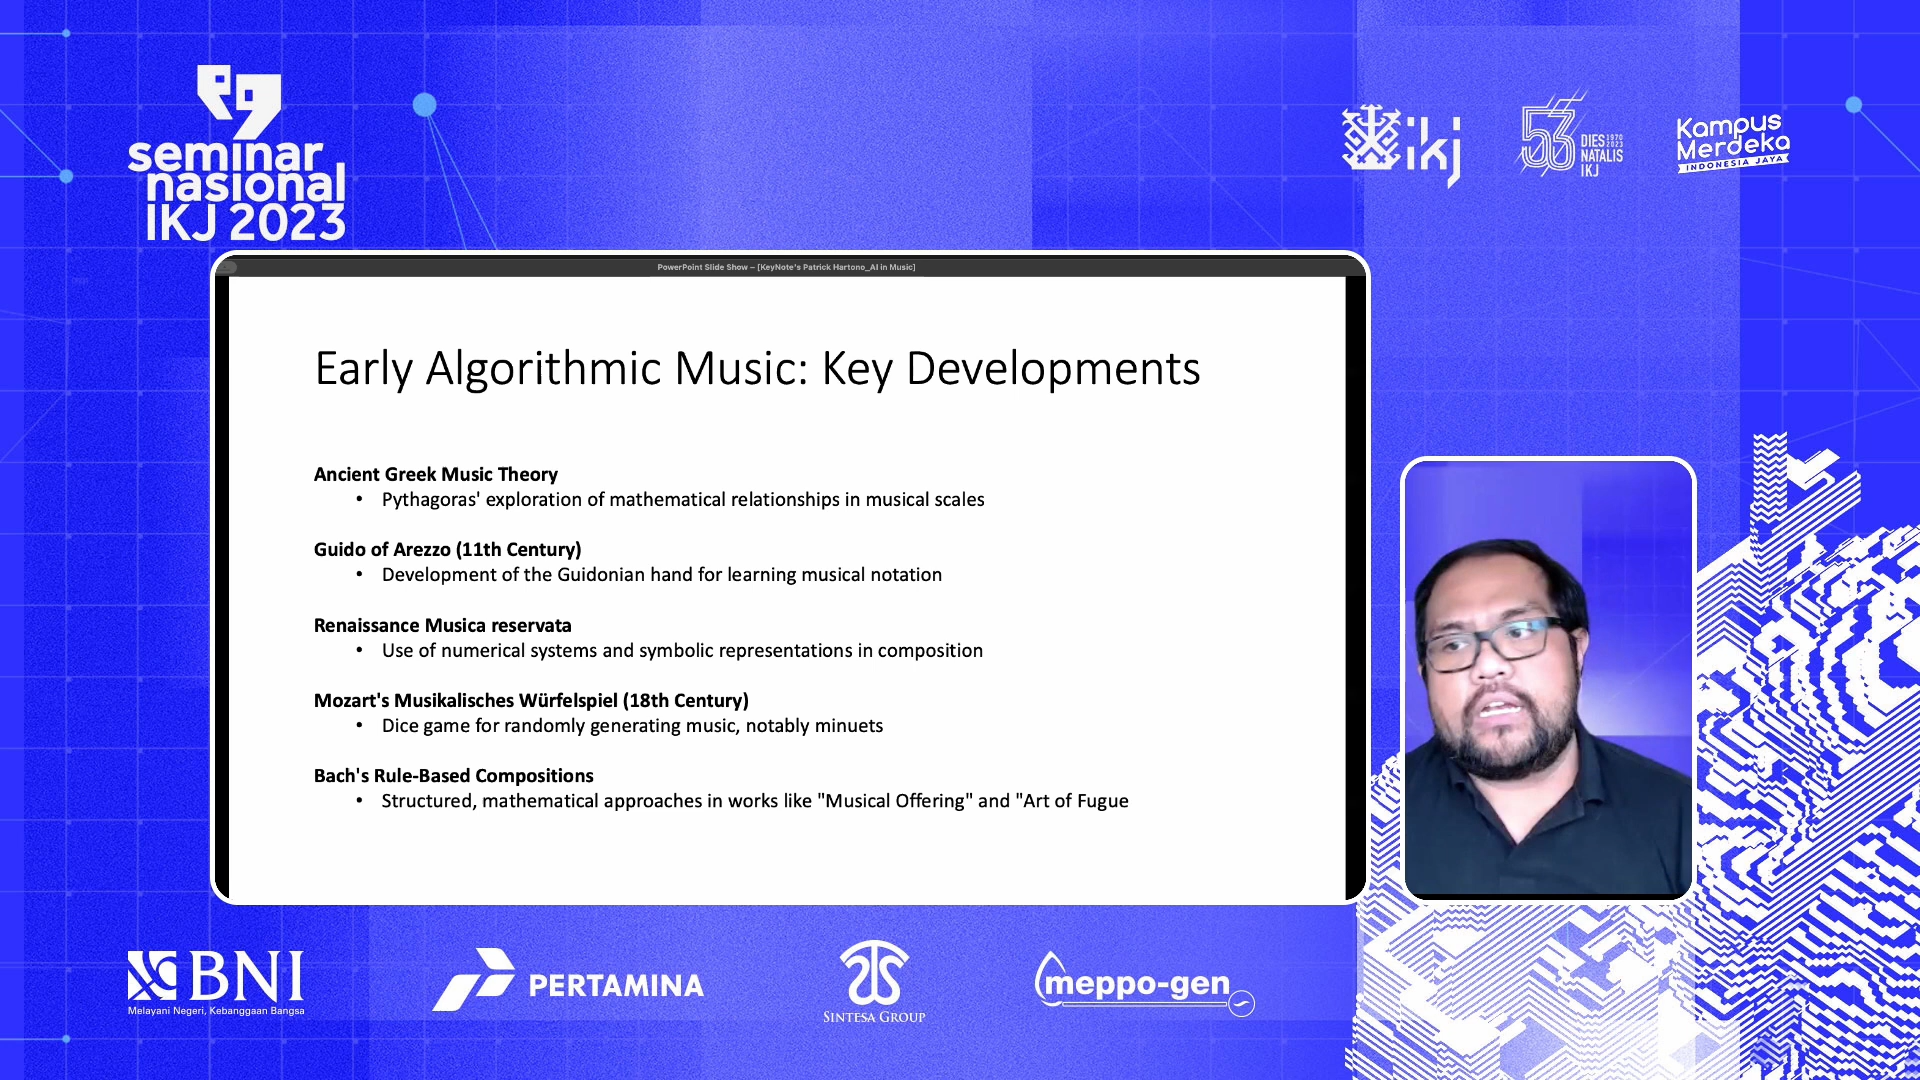 seminar
nasional
IKJ 2023
ikj
53
DIES 1970 2023
NATALIS
IKJ
Kampus
Merdeka
INDONESIA JAYA
PowerPoint Slide Show – [KeyNote's Patrick Hartono_AI in Music]
Early Algorithmic Music: Key Developments
Ancient Greek Music Theory
• Pythagoras' exploration of mathematical relationships in musical scales
Guido of Arezzo (11th Century)
• Development of the Guidonian hand for learning musical notation
Renaissance Musica reservata
• Use of numerical systems and symbolic representations in composition
Mozart's Musikalisches Würfelspiel (18th Century)
• Dice game for randomly generating music, notably minuets
Bach's Rule-Based Compositions
• Structured, mathematical approaches in works like "Musical Offering" and "Art of Fugue
BNI
Melayani Negeri, Kebanggaan Bangsa
PERTAMINA
SINTESA GROUP
meppo-gen